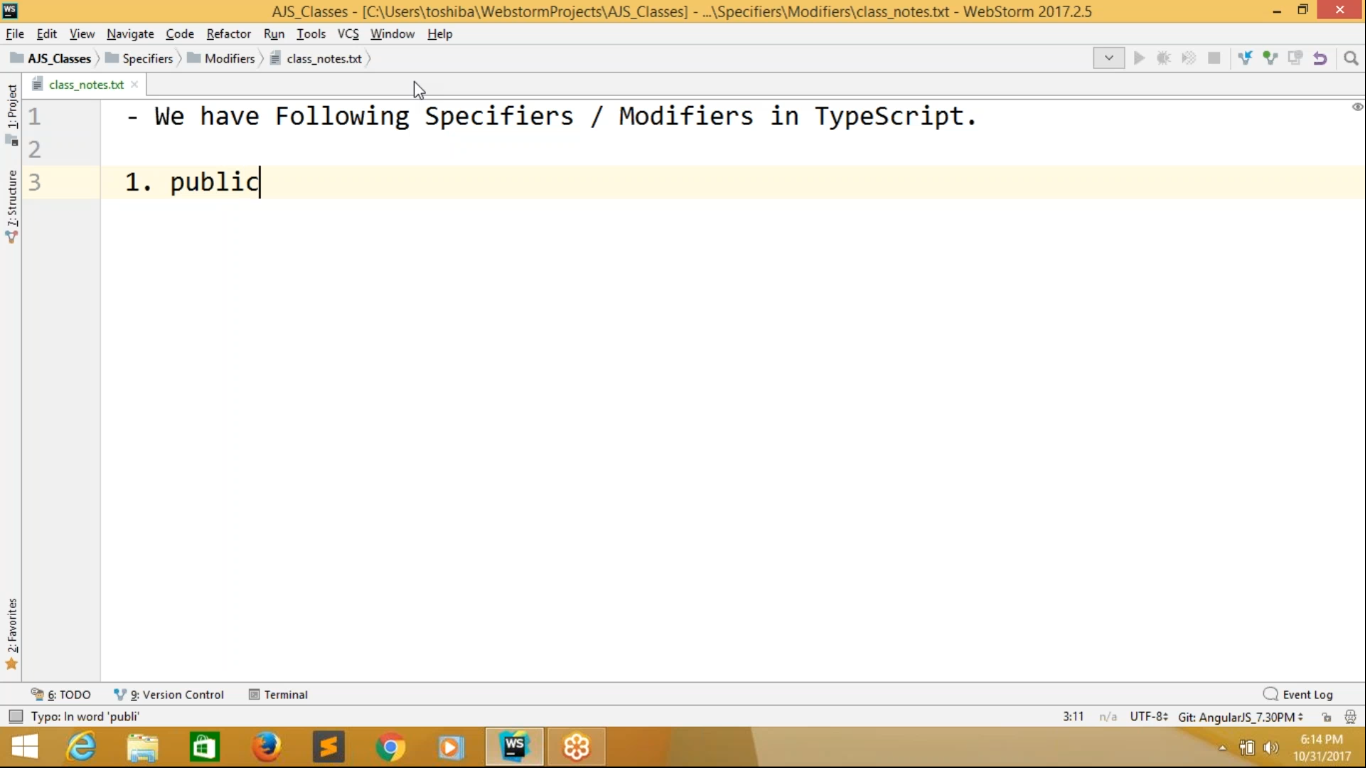 AJS_Classes - [C:\Users\toshiba\WebstormProjects\AJS_Classes] - ...\Specifiers\Modifiers\class_notes.txt - WebStorm 2017.2.5
File Edit View Navigate Code Refactor Run Tools VCS Window Help
AJS_Classes Specifiers Modifiers class_notes.txt
class_notes.txt
1: Project
7: Structure
2: Favorites
1 - We have Following Specifiers / Modifiers in TypeScript.
2
3 1. public
6: TODO 9: Version Control Terminal Event Log
Typo: In word 'publi' 3:11 n/a UTF-8 Git: AngularJS_7.30PM
WS
6:14 PM
10/31/2017